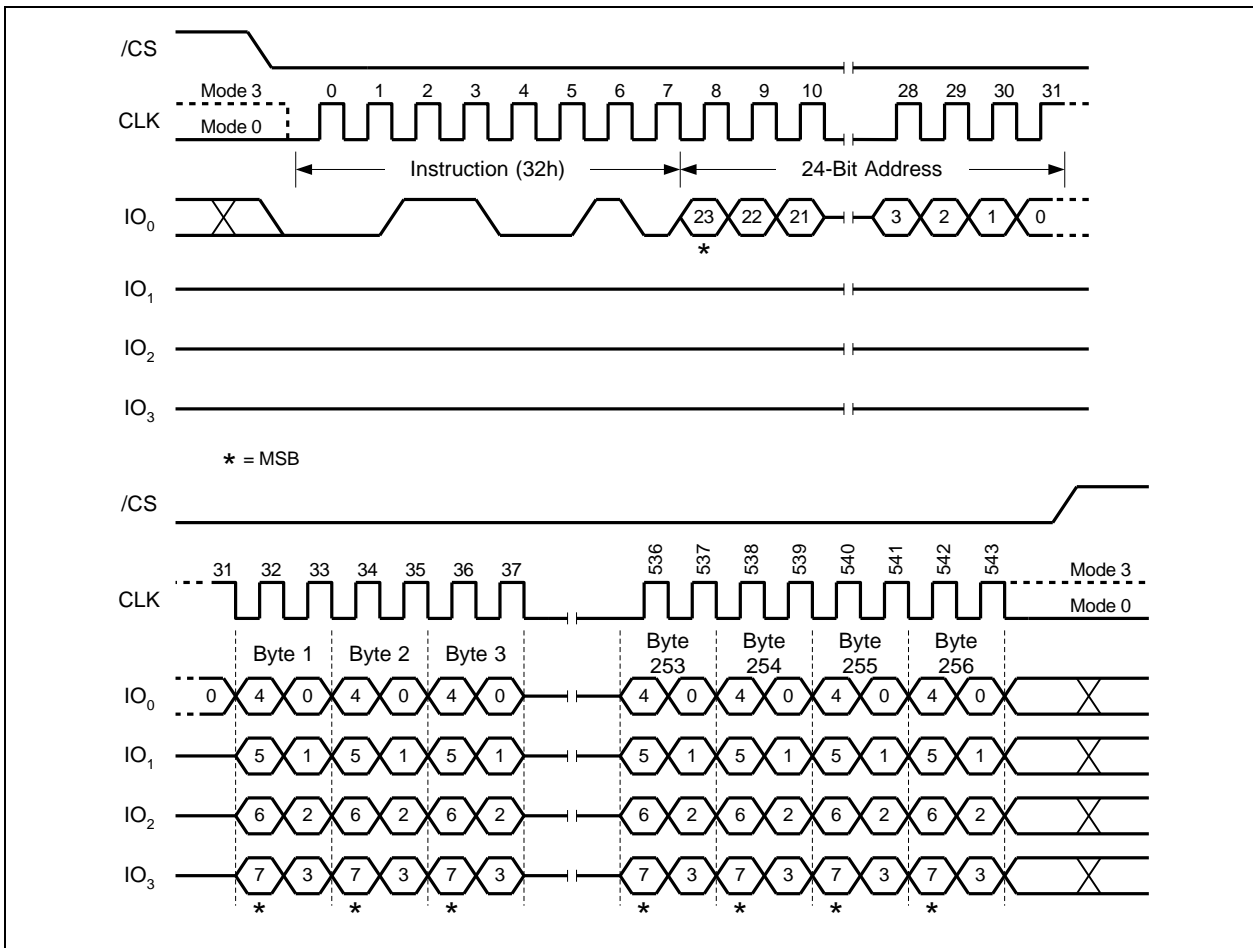 /CS
Mode 3 0 1 2 3 4 5 6 7 8 9 10 28 29 30 31
CLK
Mode 0
Instruction (32h) 24-Bit Address
IO0 23 22 21 3 2 1 0
*
IO1
IO2
IO3
* = MSB
/CS
31 32 33 34 35 36 37 536 537 538 539 540 541 542 543 Mode 3
CLK
Mode 0
Byte 1 Byte 2 Byte 3 Byte 253 Byte 254 Byte 255 Byte 256
IO0 0 4 0 4 0 4 0 4 0 4 0 4 0 4 0
IO1 5 1 5 1 5 1 5 1 5 1 5 1 5 1
IO2 6 2 6 2 6 2 6 2 6 2 6 2 6 2
IO3 7 3 7 3 7 3 7 3 7 3 7 3 7 3
* * * * * * *